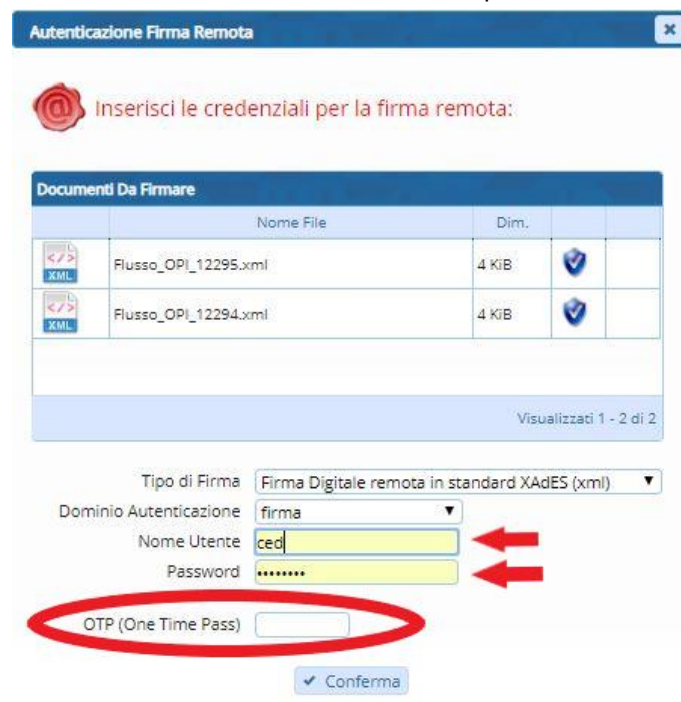 Autenticazione Firma Remota
Inserisci le credenziali per la firma remota:
Documenti Da Firmare
Nome File Dim.
</> XML Flusso_OPI_12295.xml 4 KiB
</> XML Flusso_OPI_12294.xml 4 KiB
Visualizzati 1 - 2 di 2
Tipo di Firma Firma Digitale remota in standard XAdES (xml)
Dominio Autenticazione firma
Nome Utente ced
Password ••••••••
OTP (One Time Pass)
Conferma